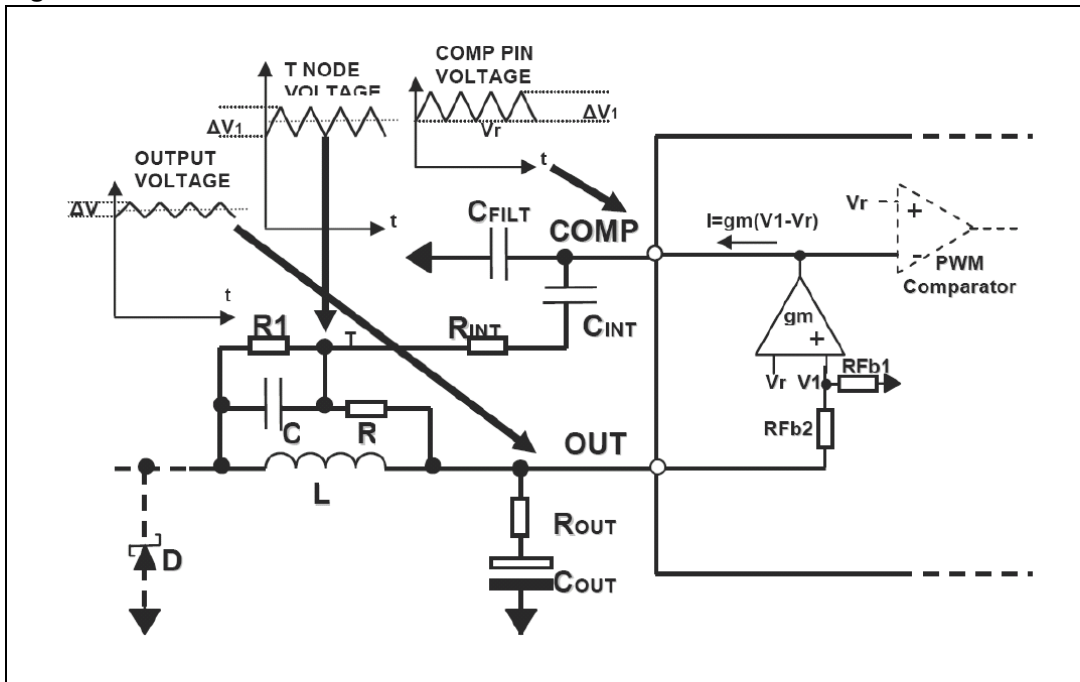 COMP PIN
VOLTAGE
T NODE
VOLTAGE
ΔV1
Vr
t
ΔV1
OUTPUT
VOLTAGE
t
ΔV
CFILT
COMP
I=gm(V1-Vr)
Vr
+
-
PWM
Comparator
t
R1
T
RINT
CINT
gm
+
Vr V1
RFb1
C
R
OUT
RFb2
L
ROUT
D
COUT